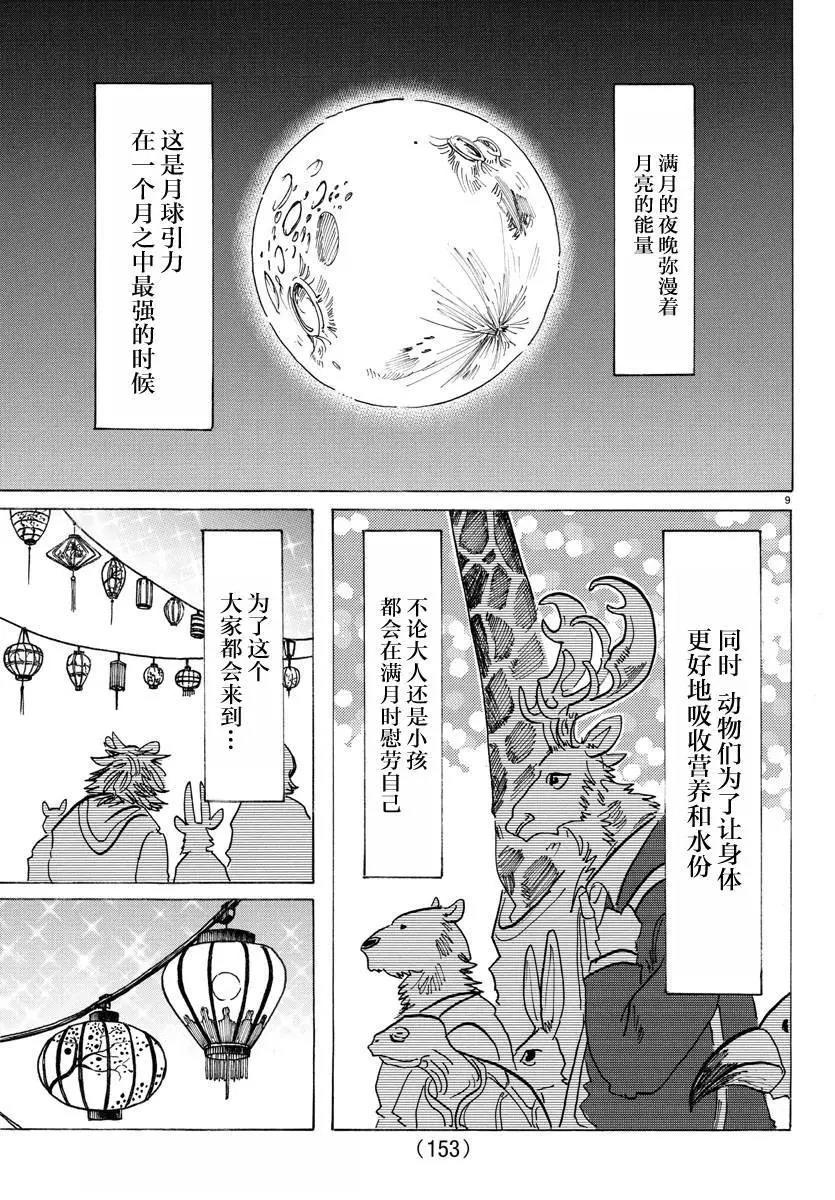 满月的夜晚弥漫着
月亮的能量
这是月球引力
在一个月之中最强的时候
9
同时 动物们为了让身体
更好地吸收营养和水份
不论大人还是小孩
都会在满月时慰劳自己
为了这个
大家都会来到…
（153）